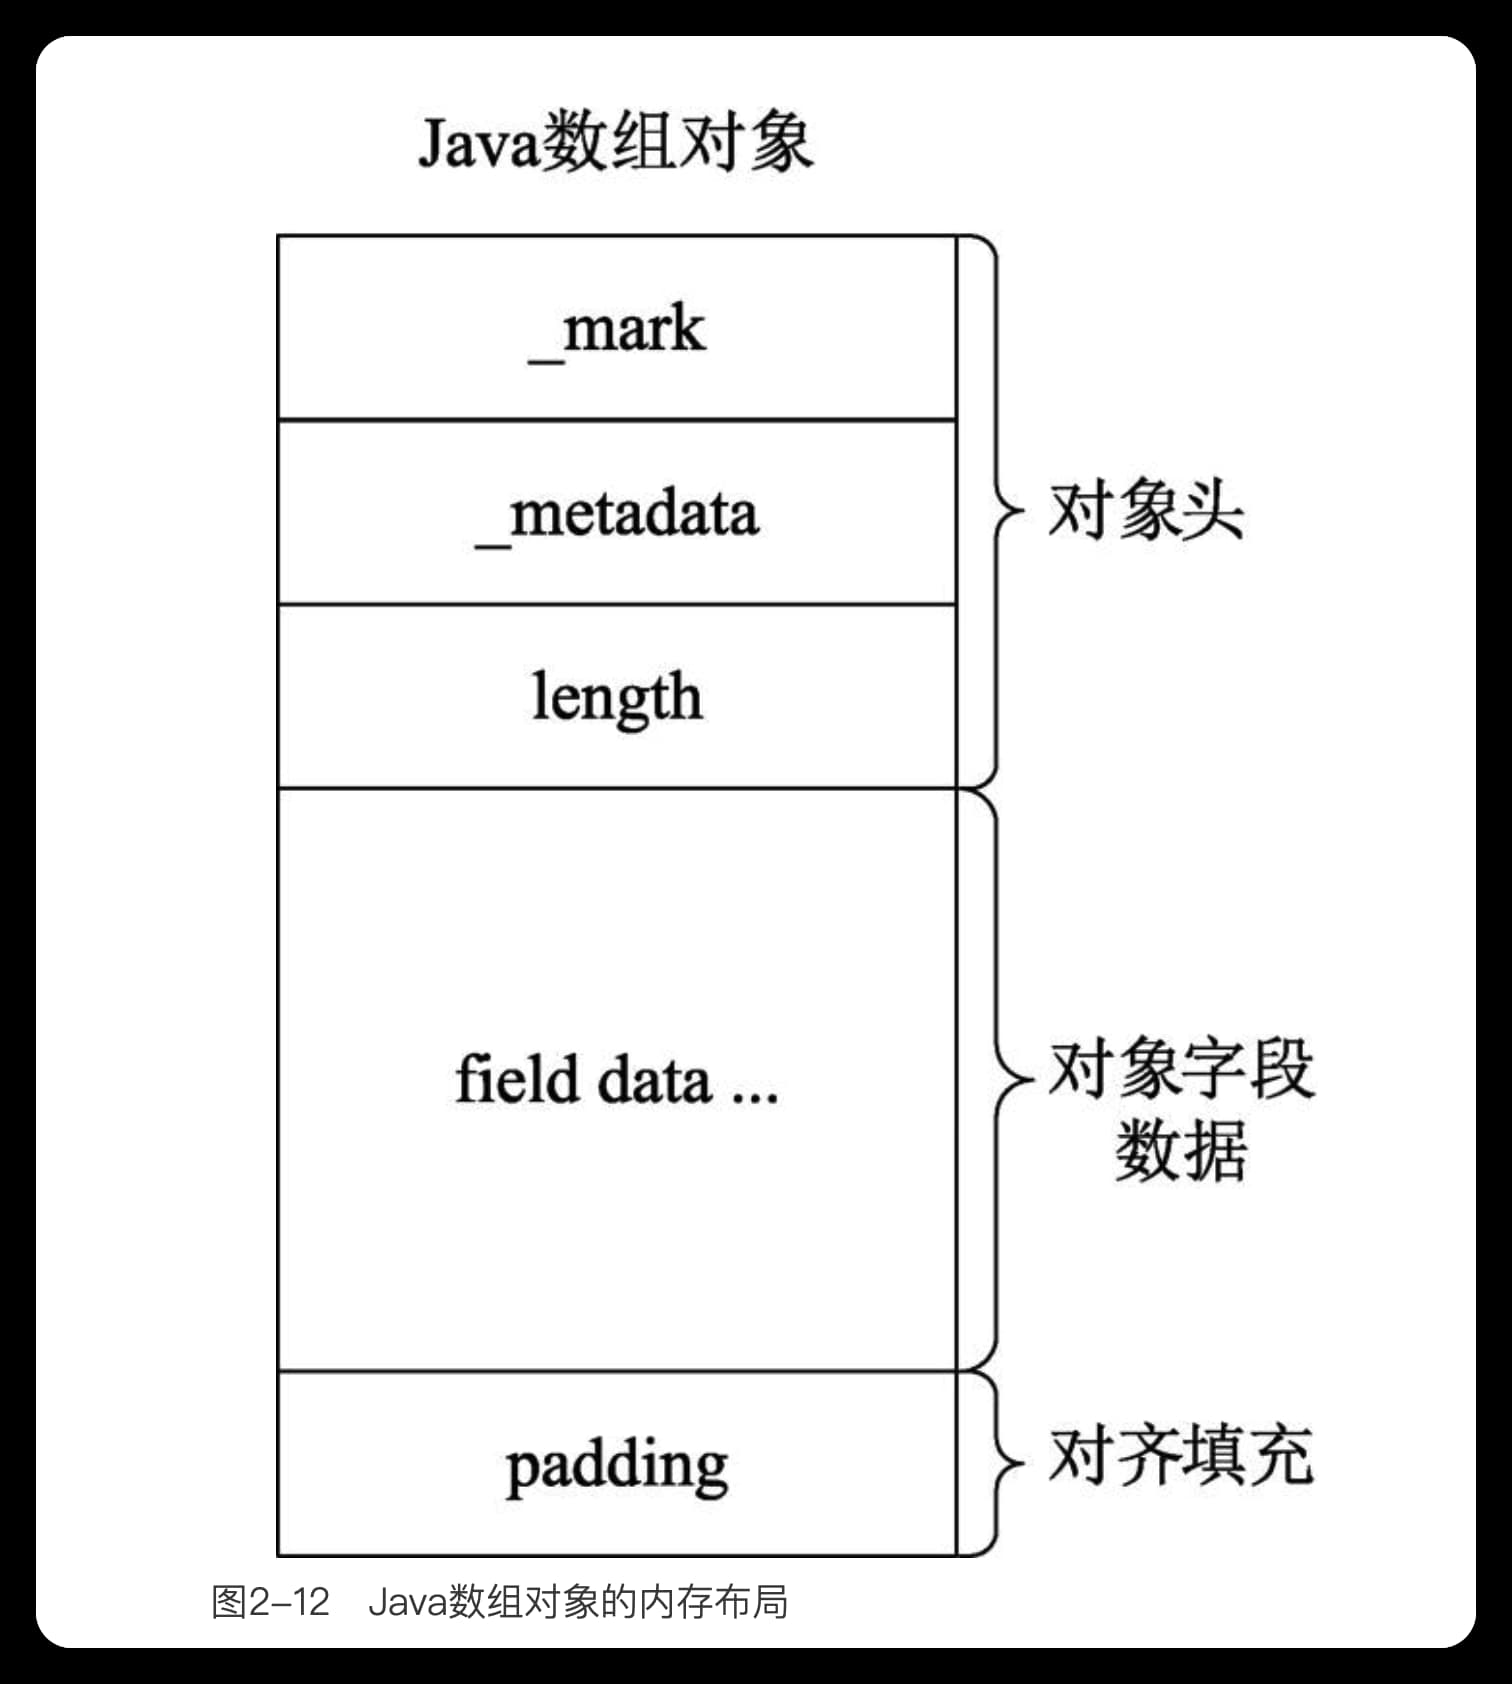 Java数组对象
_mark
_metadata
对象头
length
field data ...
对象字段
数据
padding
对齐填充
图2–12 Java数组对象的内存布局